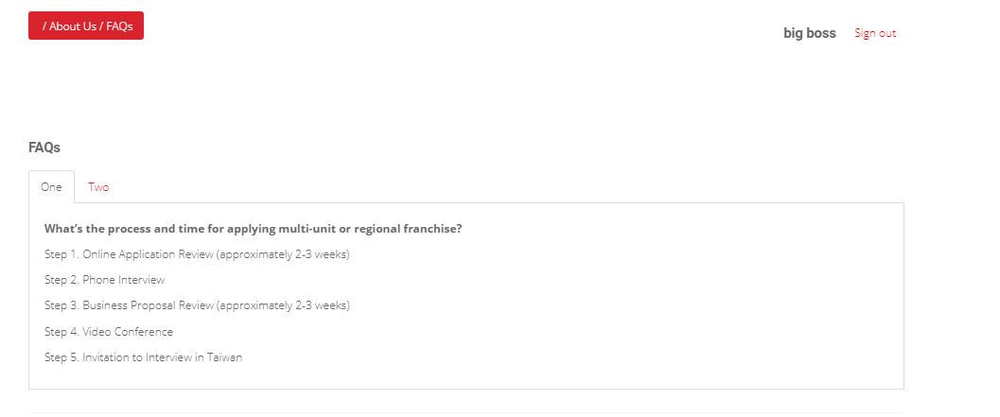 / About Us / FAQs
big boss Sign out
FAQs
One Two
What's the process and time for applying multi-unit or regional franchise?
Step 1. Online Application Review (approximately 2-3 weeks)
Step 2. Phone Interview
Step 3. Business Proposal Review (approximately 2-3 weeks)
Step 4. Video Conference
Step 5. Invitation to Interview in Taiwan